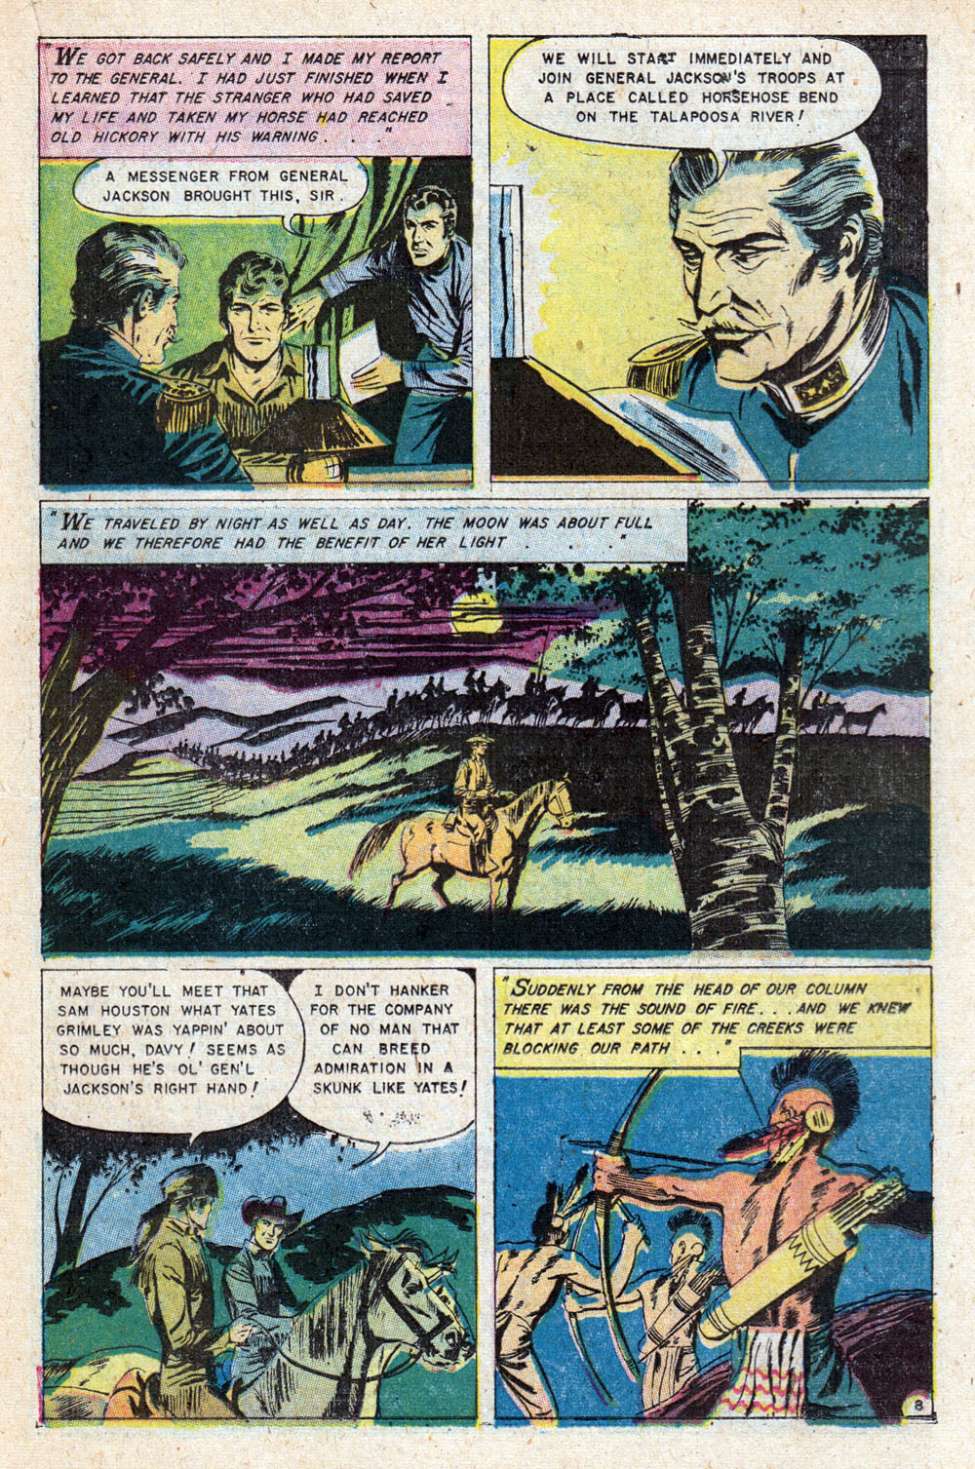 "WE GOT BACK SAFELY AND I MADE MY REPORT
TO THE GENERAL. I HAD JUST FINISHED WHEN I
LEARNED THAT THE STRANGER WHO HAD SAVED
MY LIFE AND TAKEN MY HORSE HAD REACHED
OLD HICKORY WITH HIS WARNING . . . "
A MESSENGER FROM GENERAL
JACKSON BROUGHT THIS, SIR.
WE WILL START IMMEDIATELY AND
JOIN GENERAL JACKSON'S TROOPS AT
A PLACE CALLED HORSEHOSE BEND
ON THE TALAPOOSA RIVER!
"WE TRAVELED BY NIGHT AS WELL AS DAY. THE MOON WAS ABOUT FULL
AND WE THEREFORE HAD THE BENEFIT OF HER LIGHT . . . ."
MAYBE YOU'LL MEET THAT
SAM HOUSTON WHAT YATES
GRIMLEY WAS YAPPIN' ABOUT
SO MUCH, DAVY! SEEMS AS
THOUGH HE'S OL' GEN'L
JACKSON'S RIGHT HAND!
I DON'T HANKER
FOR THE COMPANY
OF NO MAN THAT
CAN BREED
ADMIRATION IN A
SKUNK LIKE YATES!
"SUDDENLY FROM THE HEAD OF OUR COLUMN
THERE WAS THE SOUND OF FIRE. . .AND WE KNEW
THAT AT LEAST SOME OF THE CREEKS WERE
BLOCKING OUR PATH . . ."
8